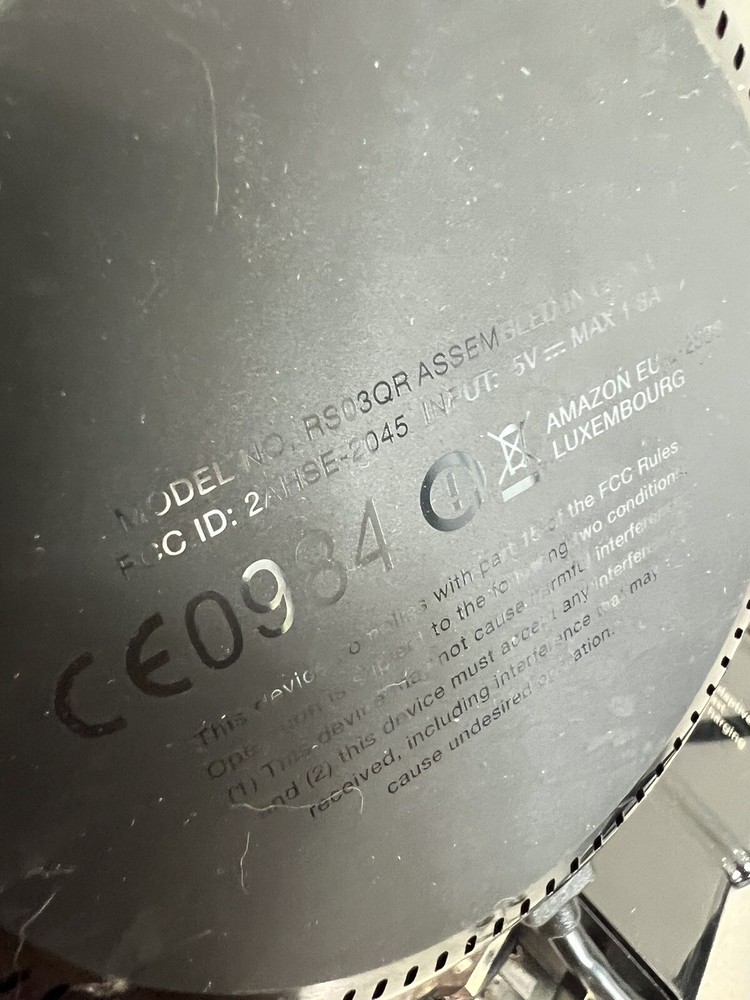 MODEL NO. RS03QR ASSEMBLED IN
FCC ID: 2AHSE-2045 INPUT: 5V⎓ MAX 1.8A
CE0984
AMAZON EU
LUXEMBOURG
This device complies with part 15 of the FCC Rules
Operation is subject to the following two conditions
(1) This device may not cause harmful interference
and (2) this device must accept any interference
received, including interference that may
cause undesired operation.